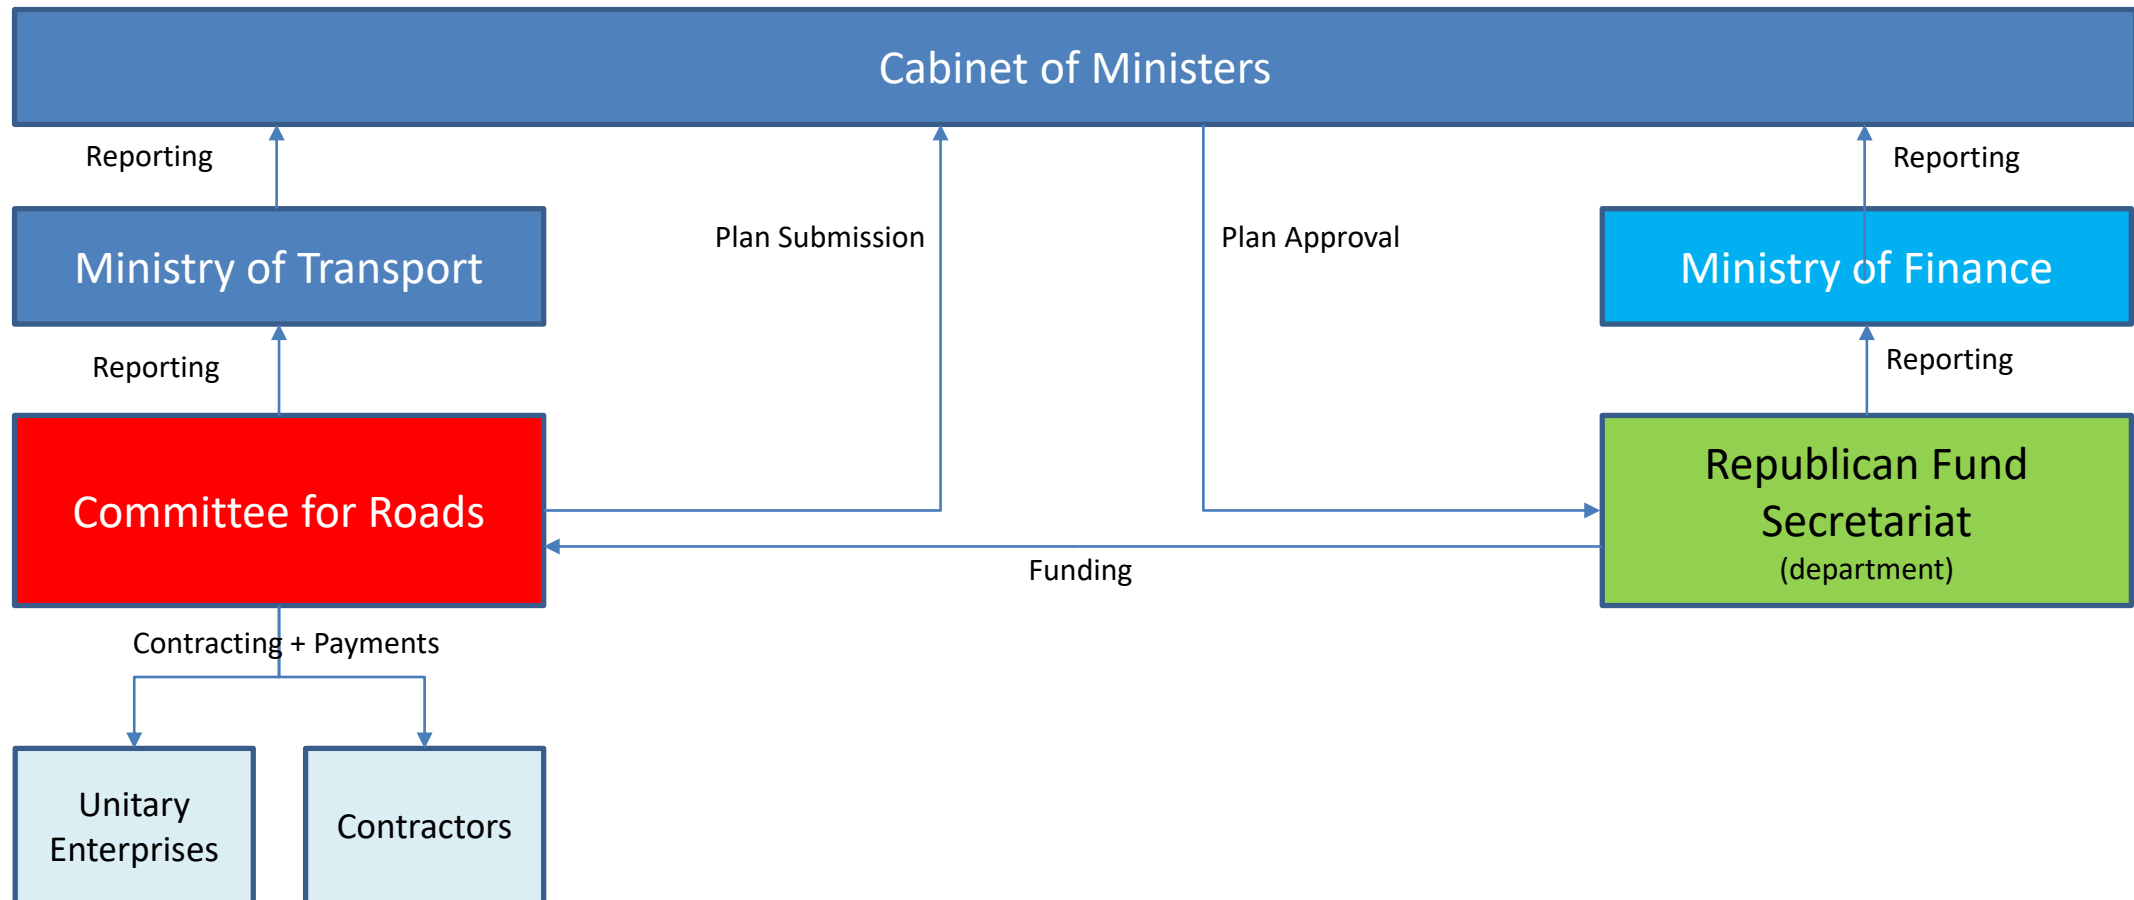 Cabinet of Ministers
Reporting
Reporting
Plan Submission
Plan Approval
Ministry of Transport
Ministry of Finance
Reporting
Reporting
Committee for Roads
Republican Fund
Secretariat
(department)
Funding
Contracting + Payments
Unitary
Enterprises
Contractors